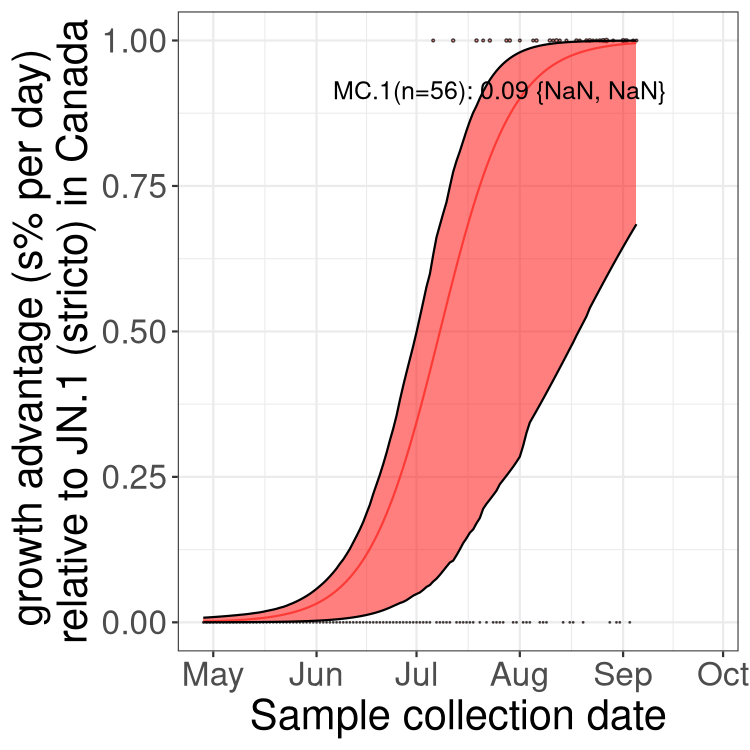 growth advantage (s% per day)
relative to JN.1 (stricto) in Canada
1.00
0.75
0.50
0.25
0.00
MC.1(n=56): 0.09 {NaN, NaN}
May Jun Jul Aug Sep Oct
Sample collection date